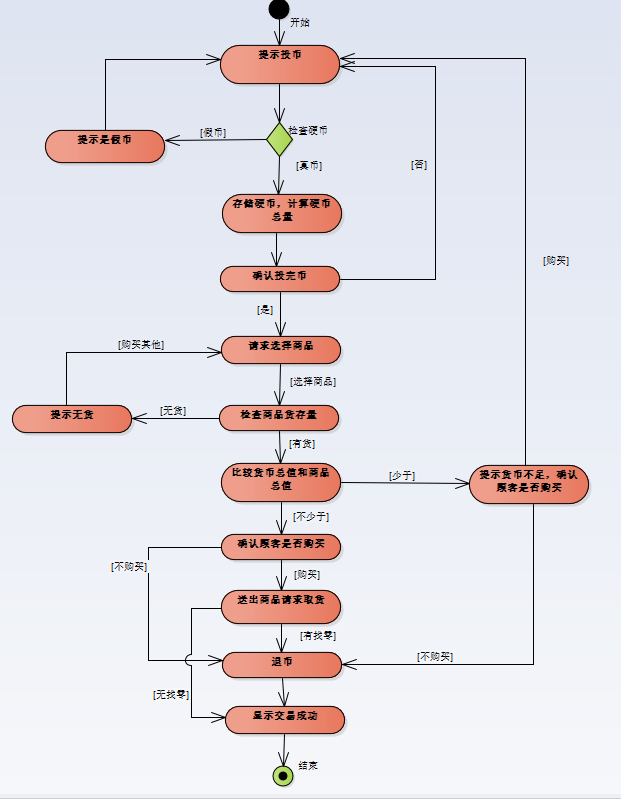 开始
提示投币
检查硬币
[假币]
提示是假币
[真币]
[否]
存储硬币，计算硬币
总量
[购买]
确认投完币
[是]
请求选择商品
[购买其他]
[选择商品]
提示无货
[无货]
检查商品货存量
[有货]
比较货币总值和商品
总值
[少于]
提示货币不足，确认
顾客是否购买
[不少于]
确认顾客是否购买
[不购买]
[购买]
送出商品请求取货
[有找零]
退币
[不购买]
[无找零]
显示交易成功
结束